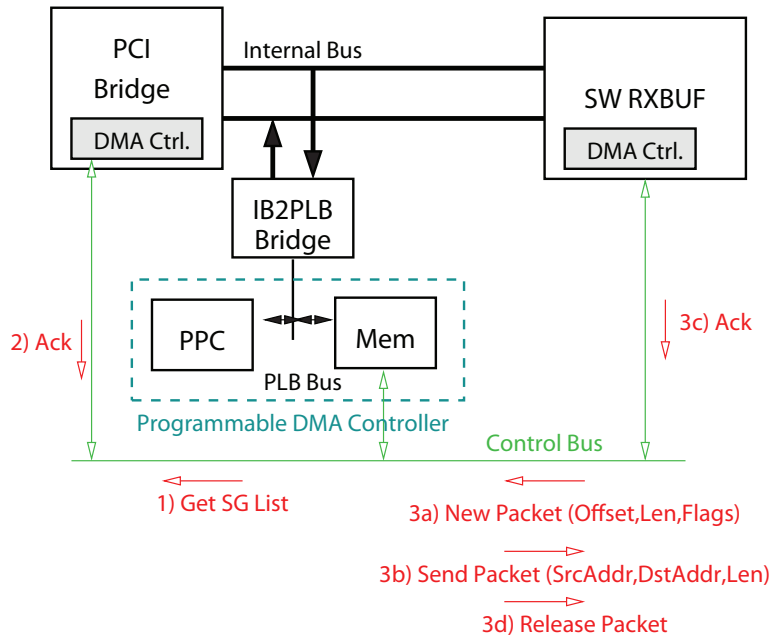 PCI
Bridge
DMA Ctrl.
Internal Bus
SW RXBUF
DMA Ctrl.
IB2PLB
Bridge
PPC
Mem
PLB Bus
Programmable DMA Controller
2) Ack
3c) Ack
Control Bus
1) Get SG List
3a) New Packet (Offset,Len,Flags)
3b) Send Packet (SrcAddr,DstAddr,Len)
3d) Release Packet